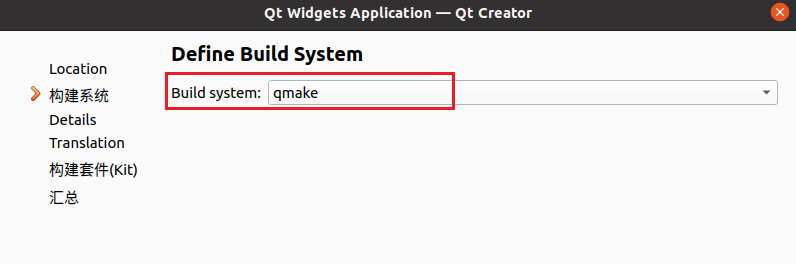 Qt Widgets Application — Qt Creator
Define Build System
Location
构建系统
Details
Translation
构建套件(Kit)
汇总
Build system: qmake